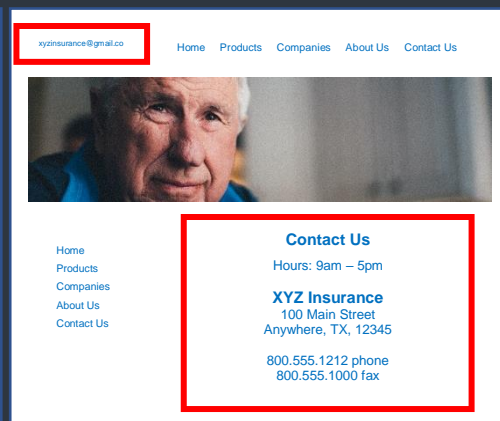 xyzinsurance@gmail.co
Home Products Companies About Us Contact Us
Home
Products
Companies
About Us
Contact Us
Contact Us
Hours: 9am – 5pm
XYZ Insurance
100 Main Street
Anywhere, TX, 12345
800.555.1212 phone
800.555.1000 fax